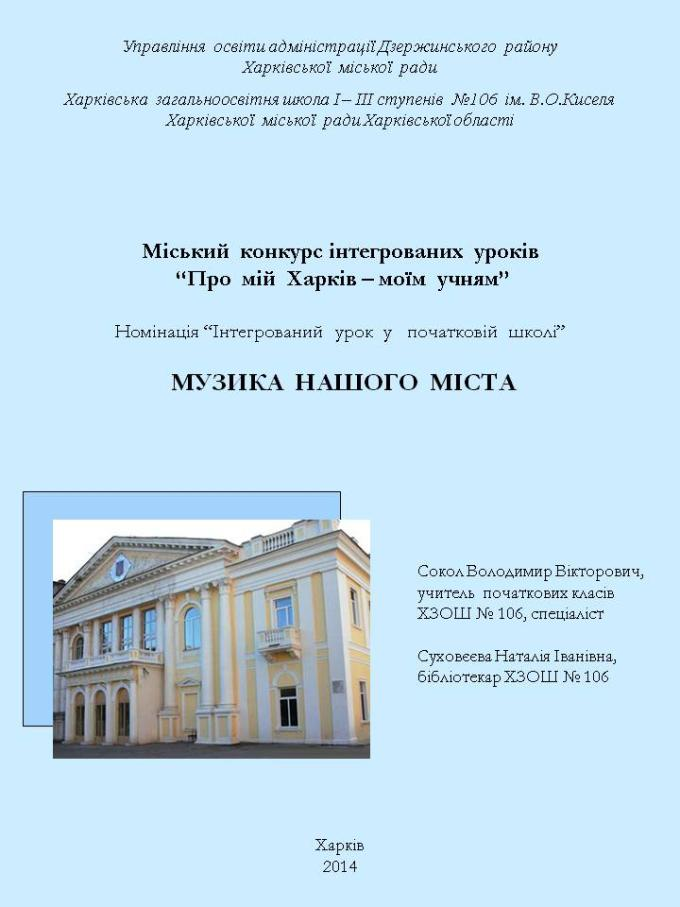 Управління освіти адміністрації Дзержинського району
Харківської міської ради
Харківська загальноосвітня школа І – ІІІ ступенів №106 ім. В.О.Киселя
Харківської міської ради Харківської області
Міський конкурс інтегрованих уроків
“Про мій Харків – моїм учням”
Номінація “Інтегрований урок у початковій школі”
МУЗИКА НАШОГО МІСТА
Сокол Володимир Вікторович,
учитель початкових класів
ХЗОШ № 106, спеціаліст
Суховєєва Наталія Іванівна,
бібліотекар ХЗОШ № 106
Харків
2014